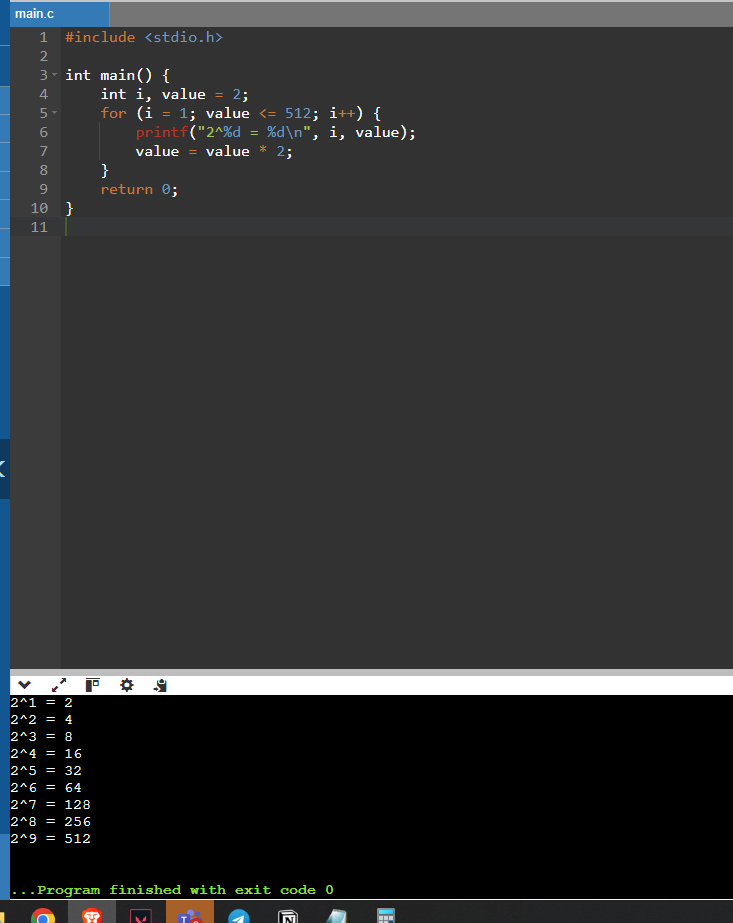 main.c
1 #include <stdio.h>
2
3 int main() {
4     int i, value = 2;
5     for (i = 1; value <= 512; i++) {
6         printf("2^%d = %d\n", i, value);
7         value = value * 2;
8     }
9     return 0;
10 }
11
2^1 = 2
2^2 = 4
2^3 = 8
2^4 = 16
2^5 = 32
2^6 = 64
2^7 = 128
2^8 = 256
2^9 = 512
...Program finished with exit code 0